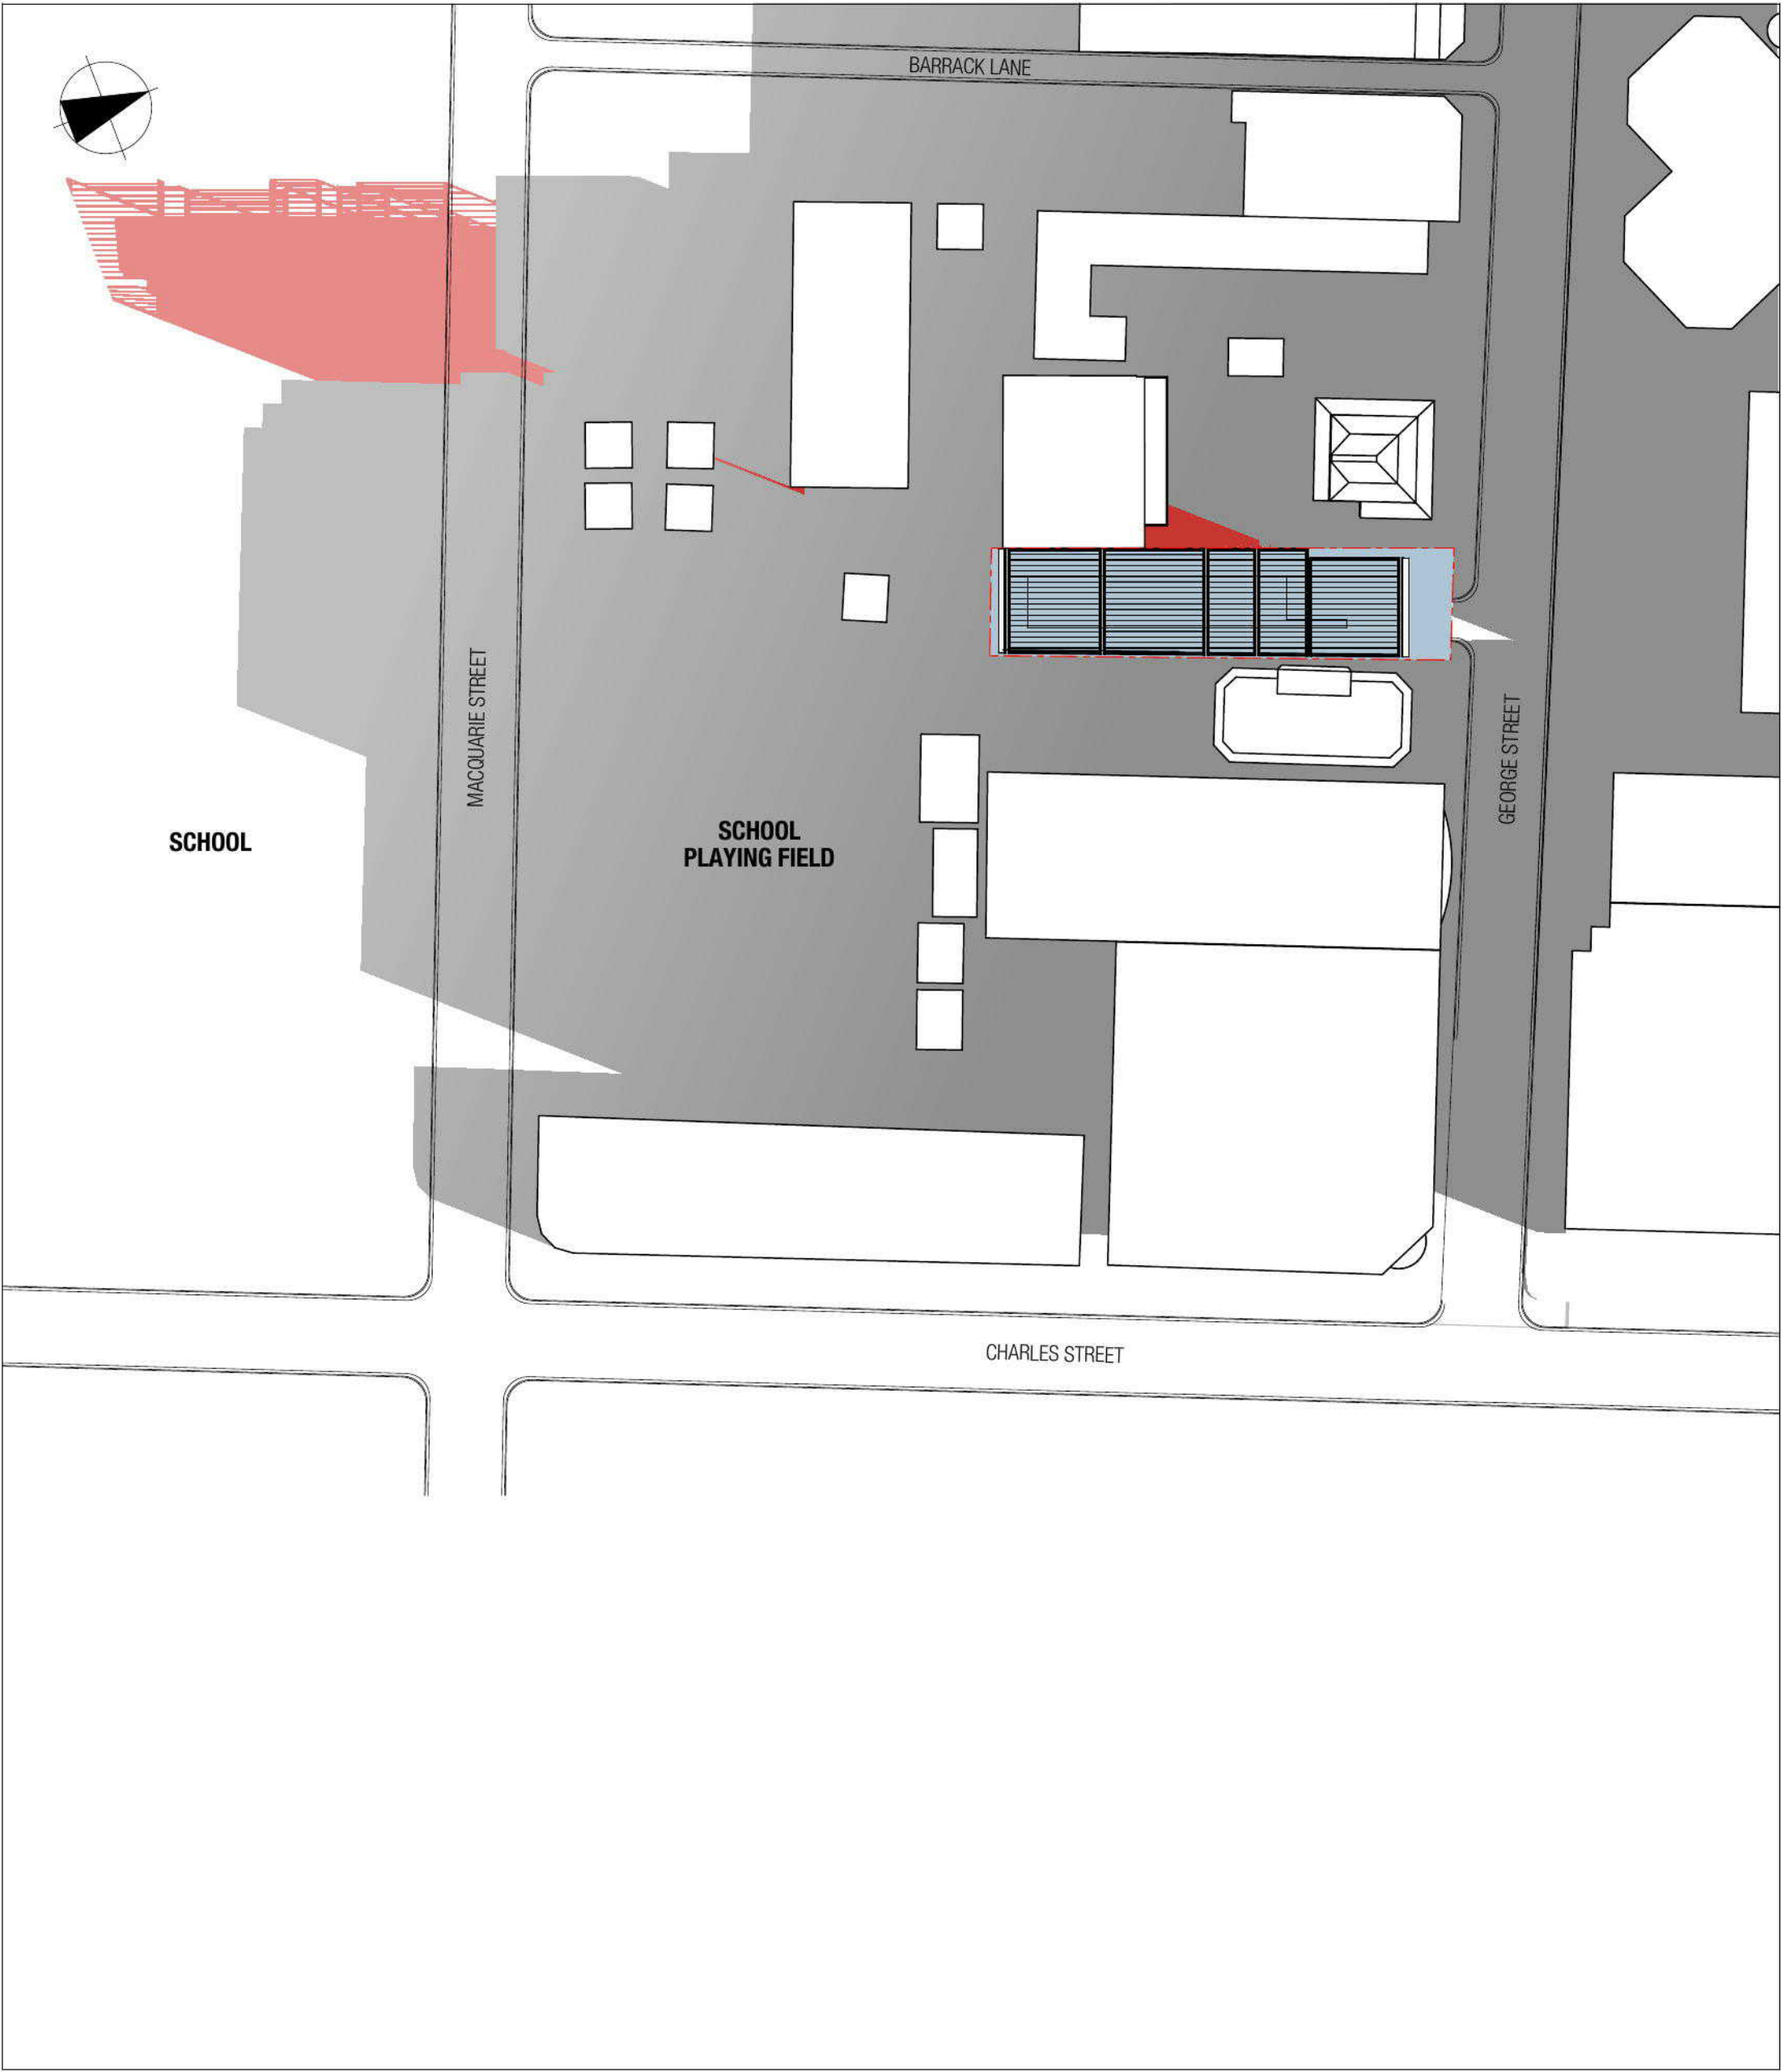 BARRACK LANE
MACQUARIE STREET
GEORGE STREET
SCHOOL
SCHOOL
PLAYING FIELD
CHARLES STREET